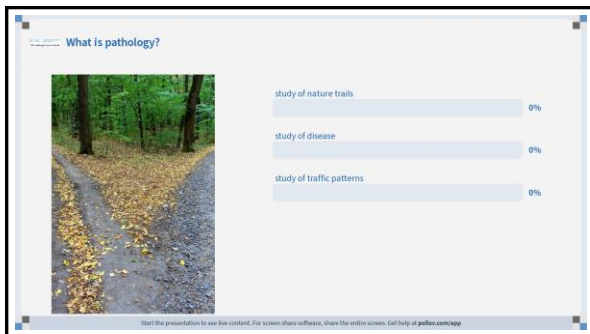 What is pathology?
study of nature trails
0%
study of disease
0%
study of traffic patterns
0%
Start the presentation to see live content. For screen share software, share the entire screen. Get help at pollev.com/app